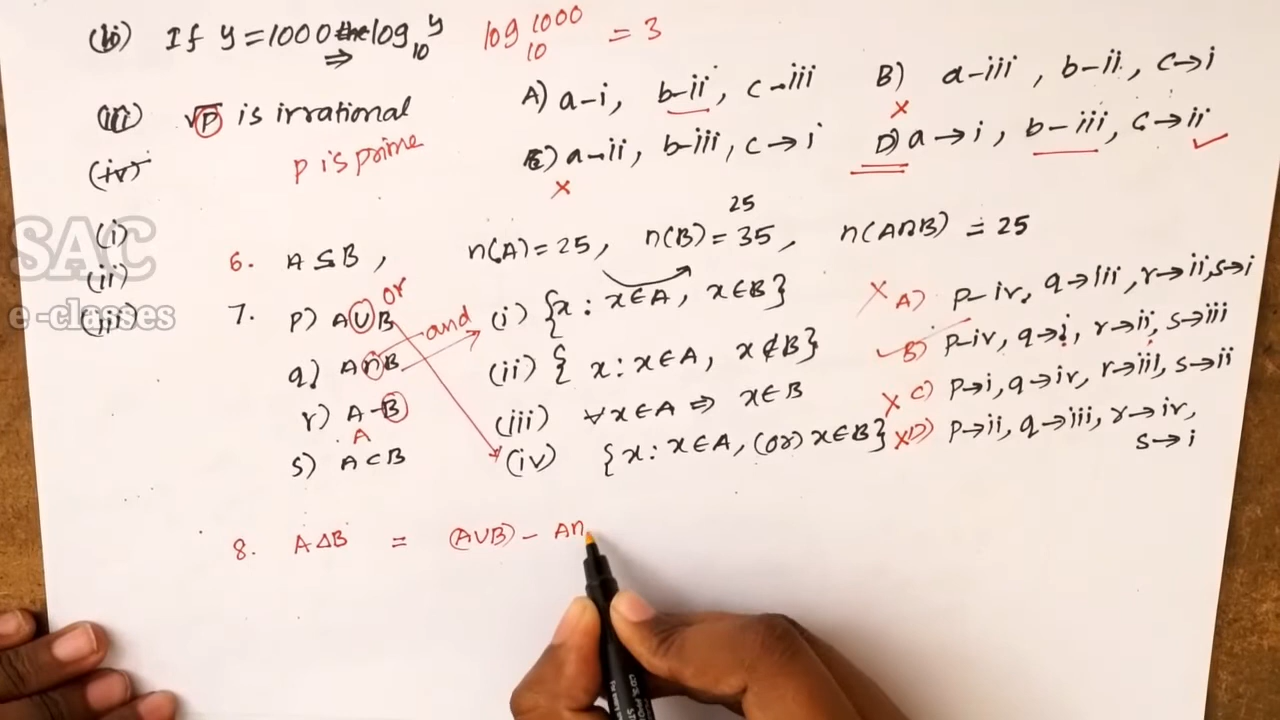 (ii) If y = 1000 ⇒ log₁₀ y log₁₀ 1000 = 3
(iii) √p is irrational
p is prime
(iv)
A) a-i, b-ii, c-iii B) a-iii, b-ii, c→i
C) a-ii, b-iii, c→i D) a→i, b-iii, c→ii
SAC
e-classes
(i)
(ii)
(iii)
25
6. A ⊆ B, n(A) = 25, n(B) = 35, n(A∩B) = 25
7. p) A∪B or (i) {x : x∈A, x∈B}
q) A∩B and (ii) { x : x∈A, x∉B}
r) A-B (iii) ∀x∈A ⇒ x∈B
A
s) A⊂B (iv) {x : x∈A, (or) x∈B}
A) p-iv, q→iii, r→ii, s→i
B) p-iv, q→i, r→ii, s→iii
C) p→i, q→iv, r→iii, s→ii
D) p→ii, q→iii, r→iv,
s→i
8. A∆B = (A∪B) - A∩